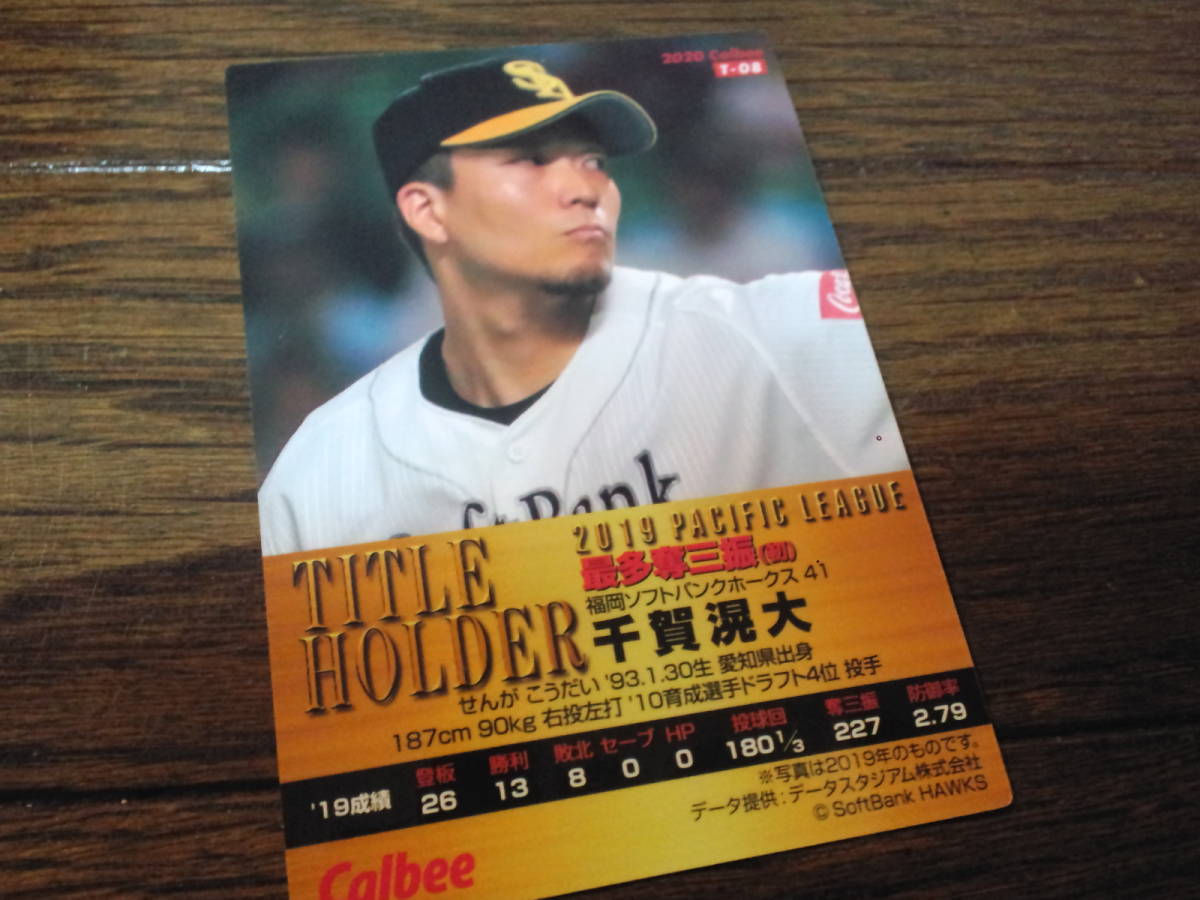 2020 Calbee
T-08
SH
Coca
SoftBank
2019 PACIFIC LEAGUE
TITLE
HOLDER
最多奪三振(初)
福岡ソフトバンクホークス 41
千賀滉大
せんが こうだい '93.1.30生 愛知県出身
187cm 90kg 右投左打 '10育成選手ドラフト4位 投手
登板 勝利 敗北 セーブ HP 投球回 奪三振 防御率
'19成績 26 13 8 0 0 180 1/3 227 2.79
※写真は2019年のものです。
データ提供:データスタジアム株式会社
© SoftBank HAWKS
Calbee